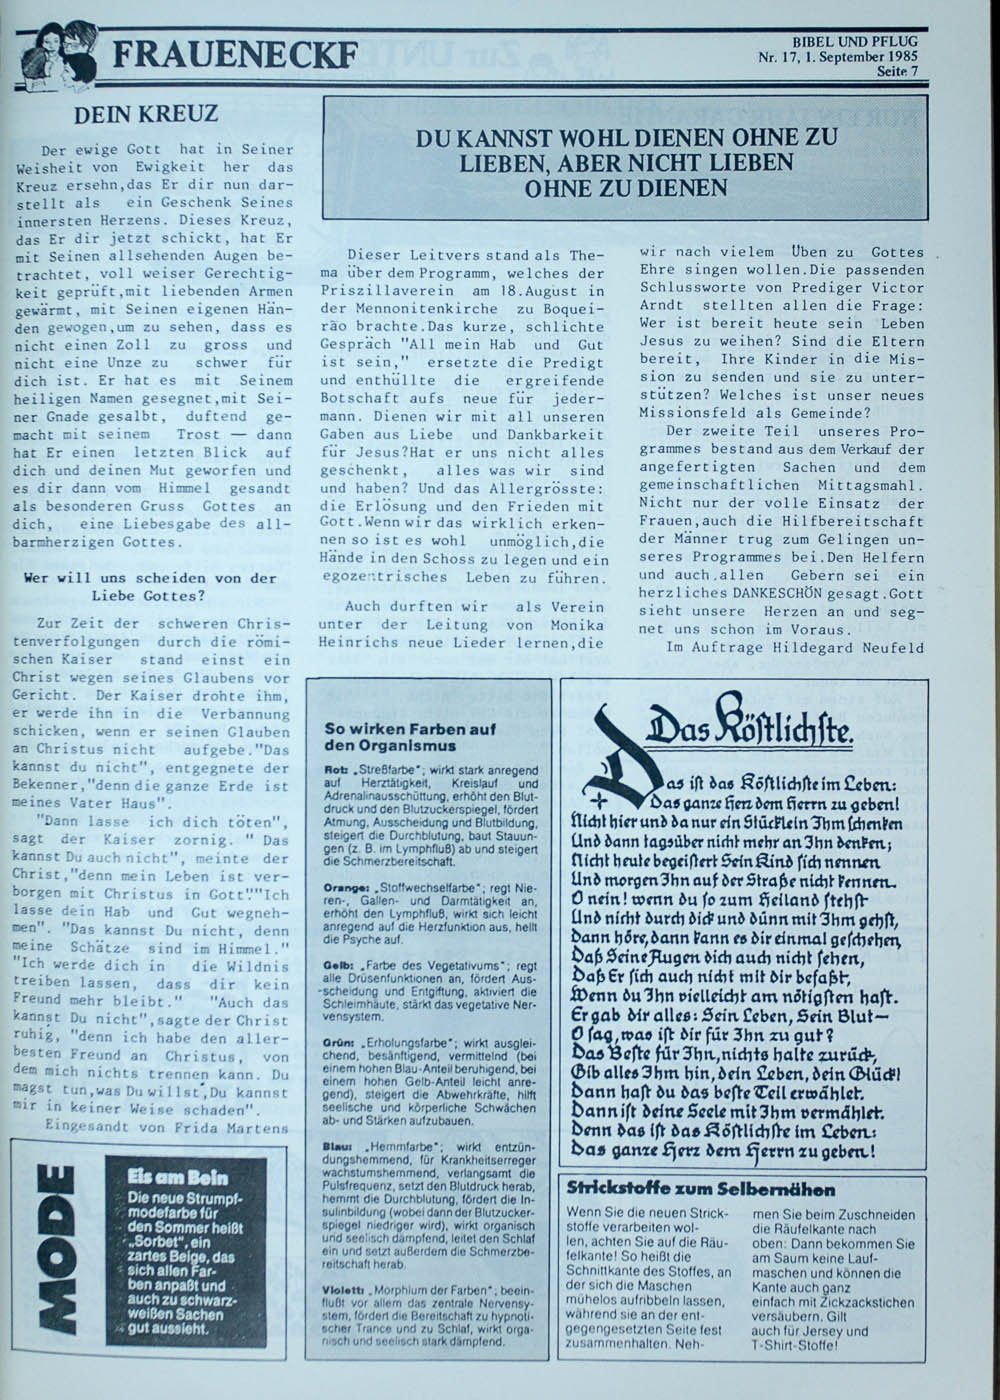 FRAUENECKE
BIBEL UND PFLUG
Nr. 17, 1. September 1985
Seite 7
DEIN KREUZ
Der ewige Gott hat in Seiner
Weisheit von Ewigkeit her das
Kreuz ersehn,das Er dir nun dar-
stellt als ein Geschenk Seines
innersten Herzens. Dieses Kreuz,
das Er dir jetzt schickt, hat Er
mit Seinen allsehenden Augen be-
trachtet, voll weiser Gerechtig-
keit geprüft,mit liebenden Armen
gewärmt, mit Seinen eigenen Hän-
den gewogen,um zu sehen, dass es
nicht einen Zoll zu gross und
nicht eine Unze zu schwer für
dich ist. Er hat es mit Seinem
heiligen Namen gesegnet,mit Sei-
ner Gnade gesalbt, duftend ge-
macht mit seinem Trost — dann
hat Er einen letzten Blick auf
dich und deinen Mut geworfen und
es dir dann vom Himmel gesandt
als besonderen Gruss Gottes an
dich, eine Liebesgabe des all-
barmherzigen Gottes.
Wer will uns scheiden von der
Liebe Gottes?
Zur Zeit der schweren Chris-
tenverfolgungen durch die römi-
schen Kaiser stand einst ein
Christ wegen seines Glaubens vor
Gericht. Der Kaiser drohte ihm,
er werde ihn in die Verbannung
schicken, wenn er seinen Glauben
an Christus nicht aufgebe."Das
kannst du nicht", entgegnete der
Bekenner,"denn die ganze Erde ist
meines Vater Haus".
"Dann lasse ich dich töten",
sagt der Kaiser zornig. " Das
kannst Du auch nicht", meinte der
Christ,"denn mein Leben ist ver-
borgen mit Christus in Gott"."Ich
lasse dein Hab und Gut wegneh-
men". "Das kannst Du nicht, denn
meine Schätze sind im Himmel."
"Ich werde dich in die Wildnis
treiben lassen, dass dir kein
Freund mehr bleibt." "Auch das
kannst Du nicht",sagte der Christ
ruhig, "denn ich habe den aller-
besten Freund an Christus, von
dem mich nichts trennen kann. Du
magst tun,was Du willst,Du kannst
mir in keiner Weise schaden".
Eingesandt von Frida Martens
DU KANNST WOHL DIENEN OHNE ZU
LIEBEN, ABER NICHT LIEBEN
OHNE ZU DIENEN
Dieser Leitvers stand als The-
ma über dem Programm, welches der
Priszillaverein am 18.August in
der Mennonitenkirche zu Boquei-
rão brachte.Das kurze, schlichte
Gespräch "All mein Hab und Gut
ist sein," ersetzte die Predigt
und enthüllte die ergreifende
Botschaft aufs neue für jeder-
mann. Dienen wir mit all unseren
Gaben aus Liebe und Dankbarkeit
für Jesus?Hat er uns nicht alles
geschenkt, alles was wir sind
und haben? Und das Allergrösste:
die Erlösung und den Frieden mit
Gott.Wenn wir das wirklich erken-
nen so ist es wohl unmöglich,die
Hände in den Schoss zu legen und ein
egozentrisches Leben zu führen.
Auch durften wir als Verein
unter der Leitung von Monika
Heinrichs neue Lieder lernen,die
wir nach vielem Üben zu Gottes
Ehre singen wollen.Die passenden
Schlussworte von Prediger Victor
Arndt stellten allen die Frage:
Wer ist bereit heute sein Leben
Jesus zu weihen? Sind die Eltern
bereit, Ihre Kinder in die Mis-
sion zu senden und sie zu unter-
stützen? Welches ist unser neues
Missionsfeld als Gemeinde?
Der zweite Teil unseres Pro-
grammes bestand aus dem Verkauf der
angefertigten Sachen und dem
gemeinschaftlichen Mittagsmahl.
Nicht nur der volle Einsatz der
Frauen,auch die Hilfbereitschaft
der Männer trug zum Gelingen un-
seres Programmes bei.Den Helfern
und auch.allen Gebern sei ein
herzliches DANKESCHÖN gesagt.Gott
sieht unsere Herzen an und seg-
net uns schon im Voraus.
Im Auftrage Hildegard Neufeld
So wirken Farben auf
den Organismus
Rot: „Streßfarbe“; wirkt stark anregend
auf Herztätigkeit, Kreislauf und
Adrenalinausschüttung, erhöht den Blut-
druck und den Blutzuckerspiegel, fördert
Atmung, Ausscheidung und Blutbildung,
steigert die Durchblutung, baut Stauun-
gen (z. B. im Lymphfluß) ab und steigert
die Schmerzbereitschaft.
Orange: „Stoffwechselfarbe“; regt Nie-
ren-, Gallen- und Darmtätigkeit an,
erhöht den Lymphfluß, wirkt sich leicht
anregend auf die Herzfunktion aus, hellt
die Psyche auf.
Gelb: „Farbe des Vegetativums“; regt
alle Drüsenfunktionen an, fördert Aus-
scheidung und Entgiftung, aktiviert die
Schleimhäute, stärkt das vegetative Ner-
vensystem.
Grün: „Erholungsfarbe“; wirkt ausglei-
chend, besänftigend, vermittelnd (bei
einem hohen Blau-Anteil beruhigend, bei
einem hohen Gelb-Anteil leicht anre-
gend), steigert die Abwehrkräfte, hilft
seelische und körperliche Schwächen
ab- und Stärken aufzubauen.
Blau: „Hemmfarbe“; wirkt entzün-
dungshemmend, für Krankheitserreger
wachstumshemmend, verlangsamt die
Pulsfrequenz, setzt den Blutdruck herab,
hemmt die Durchblutung, fördert die In-
sulinbildung (wobei dann der Blutzucker-
spiegel niedriger wird), wirkt organisch
und seelisch dämpfend, leitet den Schlaf
ein und setzt außerdem die Schmerzbe-
reitschaft herab.
Violett: „Morphium der Farben“; beein-
flußt vor allem das zentrale Nervensy-
stem, fördert die Bereitschaft zu hypnoti-
scher Trance und zu Schlaf, wirkt orga-
nisch und seelisch stark dämpfend.
Das Köstlichste.
Das ist das Köstlichste im Leben:
Das ganze Herz dem Herrn zu geben!
Nicht hier und da nur ein Stücklein Ihm schenken
Und dann tagsüber nicht mehr an Ihn denken;
Nicht heute begeistert Sein Kind sich nennen
Und morgen Ihn auf der Straße nicht kennen.
O nein! wenn du so zum Heiland stehst
Und nicht durch dick und dünn mit Ihm gehst,
Dann höre, dann kann es dir einmal geschehen,
Daß Seine Augen dich auch nicht sehen,
Daß Er sich auch nicht mit dir befaßt,
Wenn du Ihn vielleicht am nötigsten hast.
Er gab dir alles: Sein Leben, Sein Blut—
O sag, was ist dir für Ihn zu gut?
Das Beste für Ihn, nichts halte zurück,
Gib alles Ihm hin, dein Leben, dein Glück!
Dann hast du das beste Teil erwählet.
Dann ist deine Seele mit Ihm vermählet.
Denn das ist das Köstlichste im Leben:
Das ganze Herz dem Herrn zu geben!
MODE
Eis am Bein
Die neue Strumpf-
modefarbe für
den Sommer heißt
„Sorbet“, ein
zartes Beige, das
sich allen Far-
ben anpaßt und
auch zu schwarz-
weißen Sachen
gut aussieht.
Strickstoffe zum Selbernähen
Wenn Sie die neuen Strick-
stoffe verarbeiten wol-
len, achten Sie auf die Räu-
felkante! So heißt die
Schnittkante des Stoffes, an
der sich die Maschen
mühelos aufribbeln lassen,
während sie an der ent-
gegengesetzten Seite fest
zusammenhalten. Neh-
men Sie beim Zuschneiden
die Räufelkante nach
oben: Dann bekommen Sie
am Saum keine Lauf-
maschen und können die
Kante auch ganz
einfach mit Zickzackstichen
versäubern. Gilt
auch für Jersey und
T-Shirt-Stoffe!